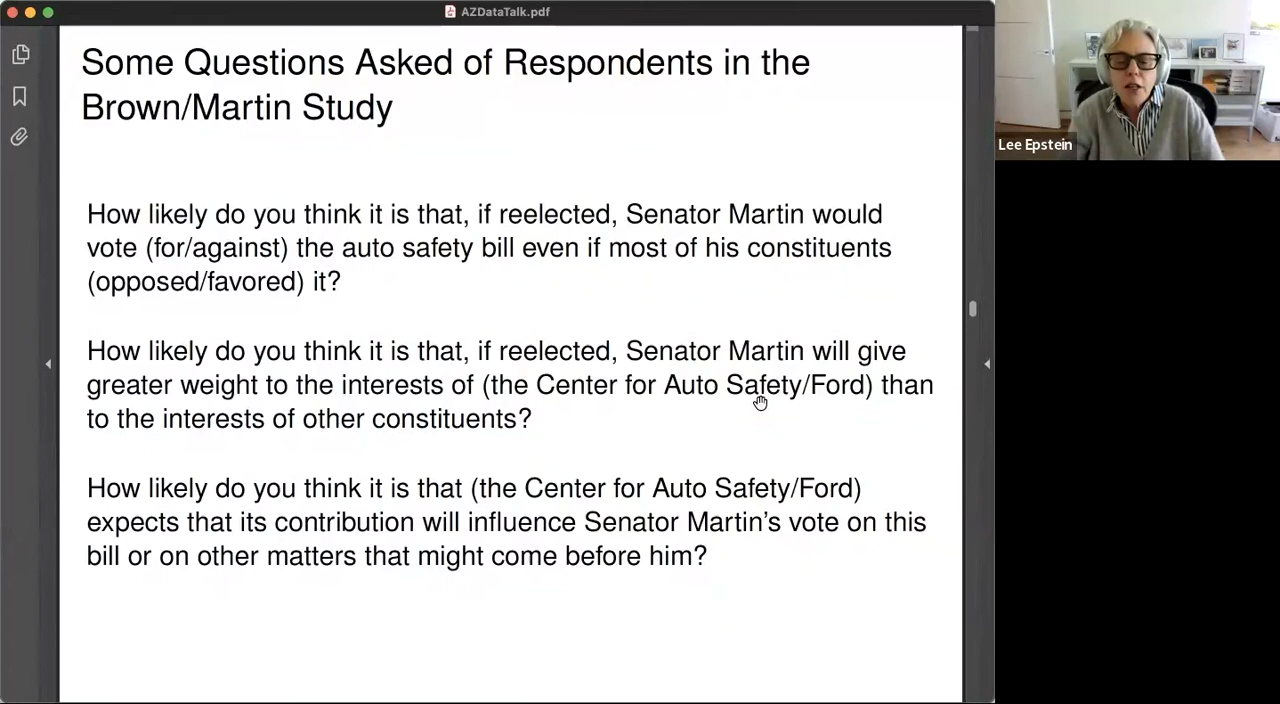 AZDataTalk.pdf
Some Questions Asked of Respondents in the
Brown/Martin Study
How likely do you think it is that, if reelected, Senator Martin would
vote (for/against) the auto safety bill even if most of his constituents
(opposed/favored) it?
How likely do you think it is that, if reelected, Senator Martin will give
greater weight to the interests of (the Center for Auto Safety/Ford) than
to the interests of other constituents?
How likely do you think it is that (the Center for Auto Safety/Ford)
expects that its contribution will influence Senator Martin’s vote on this
bill or on other matters that might come before him?
Lee Epstein